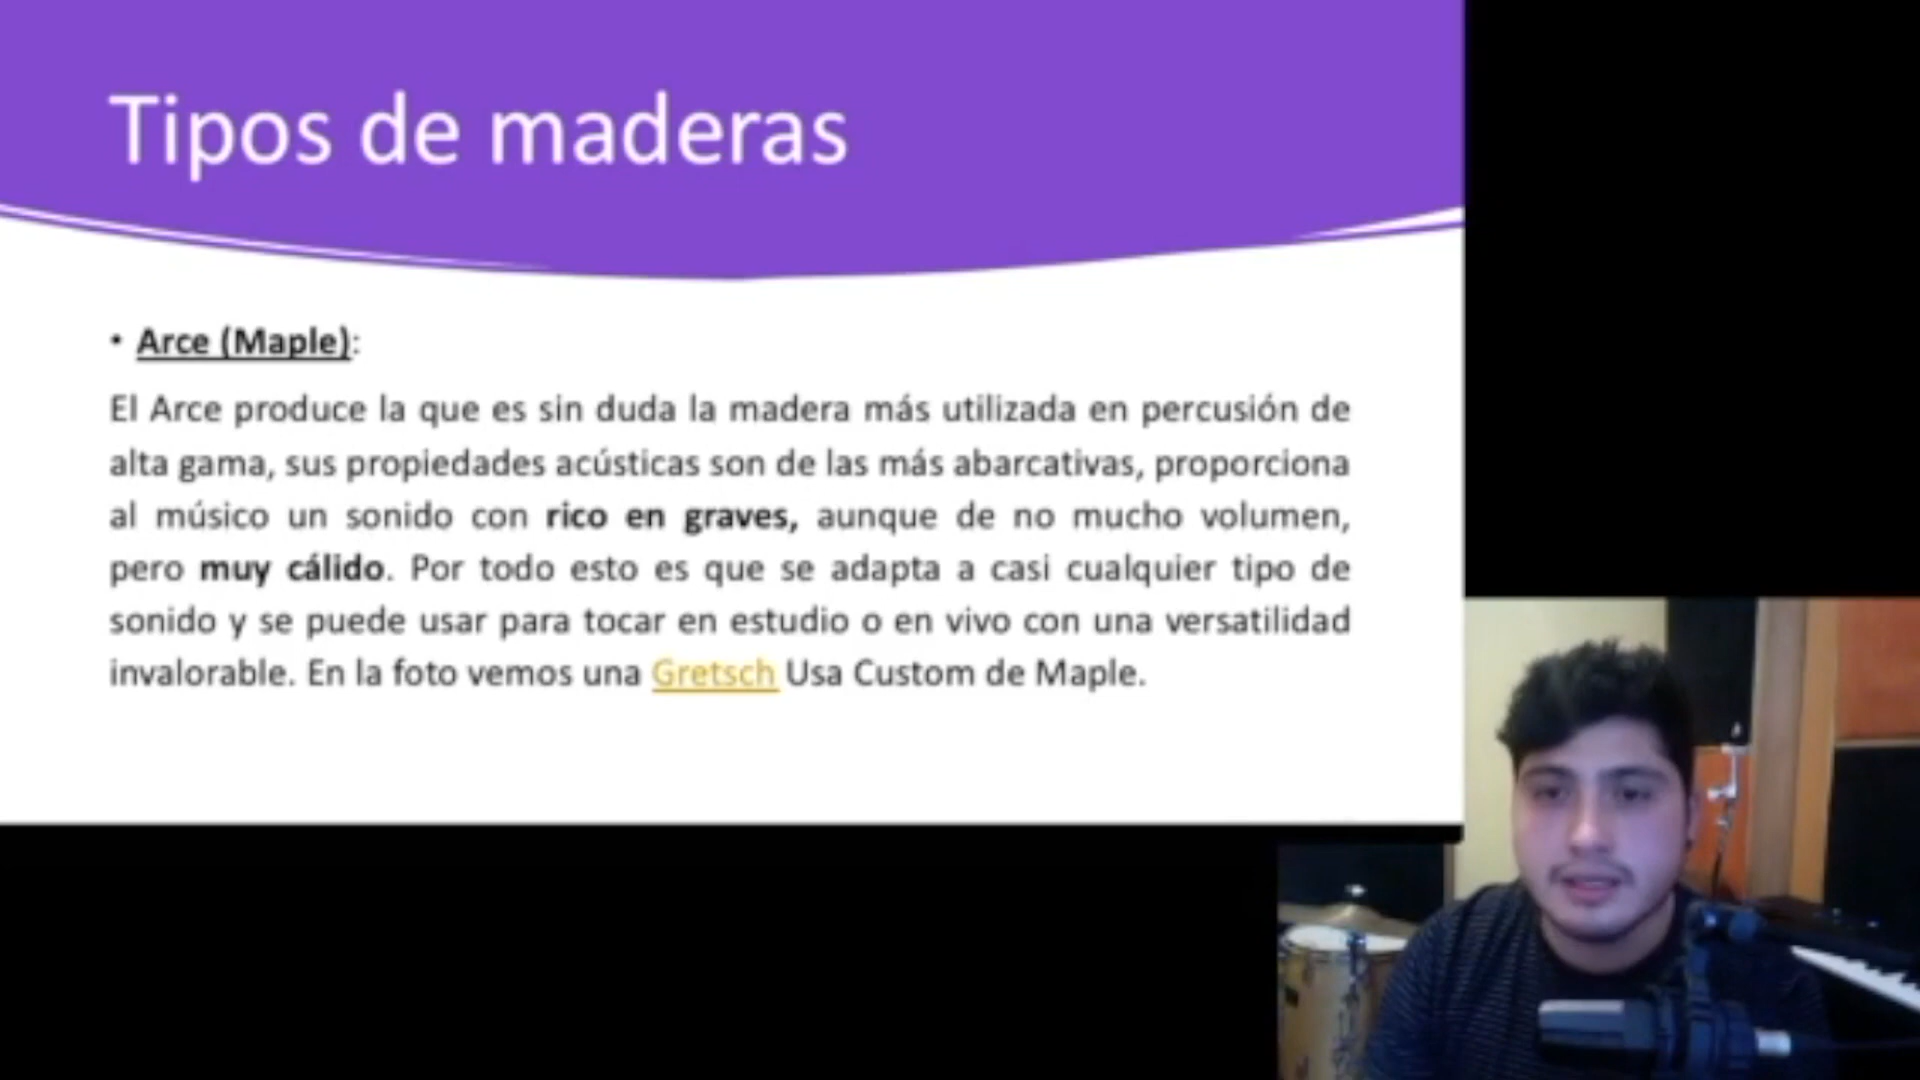 Tipos de maderas
• Arce (Maple):
El Arce produce la que es sin duda la madera más utilizada en percusión de
alta gama, sus propiedades acústicas son de las más abarcativas, proporciona
al músico un sonido con rico en graves, aunque de no mucho volumen,
pero muy cálido. Por todo esto es que se adapta a casi cualquier tipo de
sonido y se puede usar para tocar en estudio o en vivo con una versatilidad
invalorable. En la foto vemos una Gretsch Usa Custom de Maple.